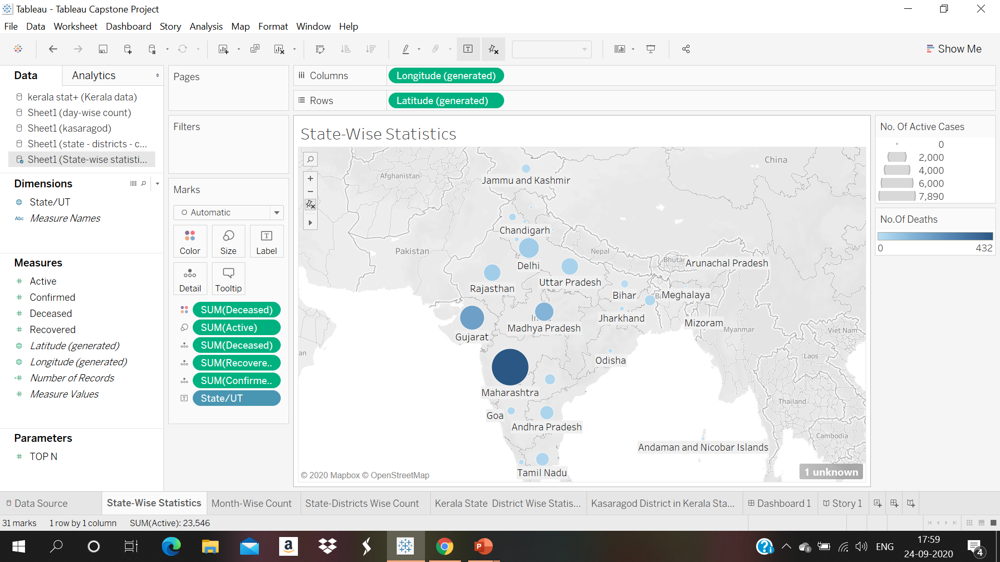 Tableau - Tableau Capstone Project
File Data Worksheet Dashboard Story Analysis Map Format Window Help
Show Me
Data Analytics
kerala stat+ (Kerala data)
Sheet1 (day-wise count)
Sheet1 (kasaragod)
Sheet1 (state - districts - c...
Sheet1 (State-wise statisti...
Dimensions
State/UT
Abc Measure Names
Measures
Active
Confirmed
Deceased
Recovered
Latitude (generated)
Longitude (generated)
Number of Records
Measure Values
Parameters
TOP N
Pages
Filters
Marks
Automatic
Color Size Label
Detail Tooltip
SUM(Deceased)
SUM(Active)
SUM(Deceased)
SUM(Recovere..
SUM(Confirme..
State/UT
Columns Longitude (generated)
Rows Latitude (generated)
State-Wise Statistics
China
Afghanistan
Jammu and Kashmir
Chandigarh
Pakistan
Nepal
Bhutan
Arunachal Pradesh
Delhi
Uttar Pradesh
Rajasthan
Bihar
Meghalaya
Jharkhand
Madhya Pradesh
Mizoram
Myanmar
Viet Nam
Gujarat
an
Laos
Odisha
Maharashtra
Thailand
Goa
Andhra Pradesh
Cambodia
Andaman and Nicobar Islands
Tamil Nadu
1 unknown
© 2020 Mapbox © OpenStreetMap
No. Of Active Cases
0
2,000
4,000
6,000
7,890
No.Of Deaths
0 432
Data Source State-Wise Statistics Month-Wise Count State-Districts Wise Count Kerala State District Wise Statis... Kasaragod District in Kerala Sta... Dashboard 1 Story 1
31 marks 1 row by 1 column SUM(Active): 23,546
ENG
17:59
24-09-2020
4